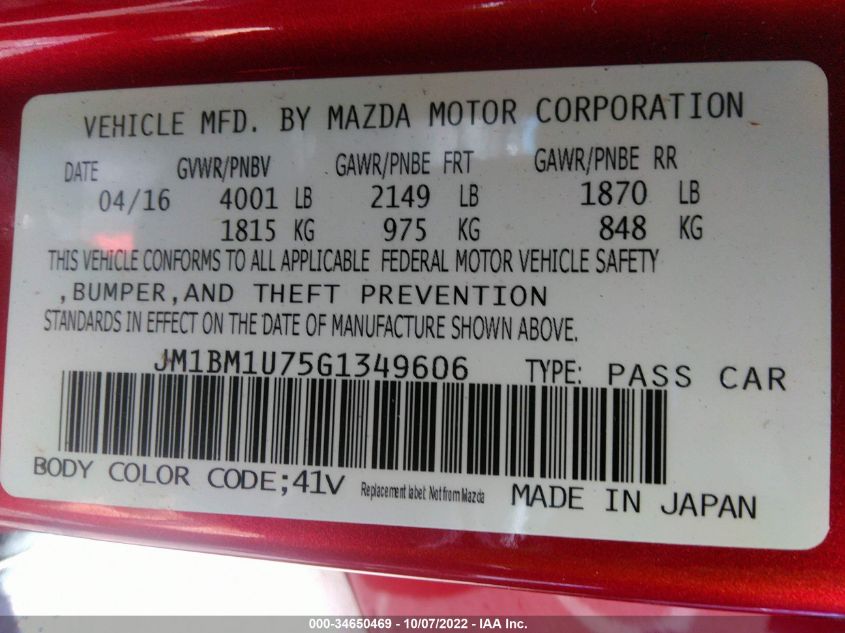 VEHICLE MFD. BY MAZDA MOTOR CORPORATION
DATE GVWR/PNBV GAWR/PNBE FRT GAWR/PNBE RR
04/16 4001 LB 2149 LB 1870 LB
1815 KG 975 KG 848 KG
THIS VEHICLE CONFORMS TO ALL APPLICABLE FEDERAL MOTOR VEHICLE SAFETY
,BUMPER,AND THEFT PREVENTION
STANDARDS IN EFFECT ON THE DATE OF MANUFACTURE SHOWN ABOVE.
JM1BM1U75G1349606 TYPE: PASS CAR
BODY COLOR CODE;41V Replacement label: Not from Mazda MADE IN JAPAN
000-34650469 - 10/07/2022 - IAA Inc.